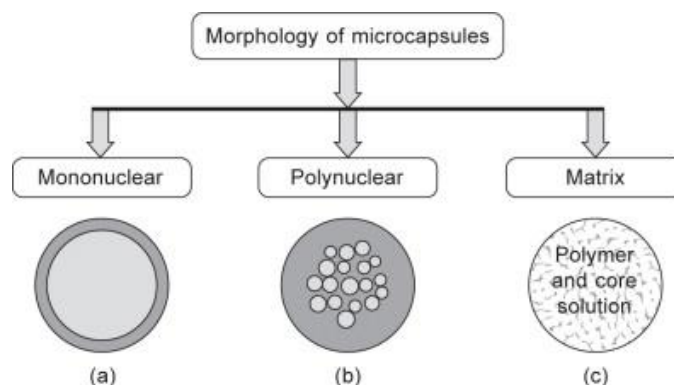 Morphology of microcapsules
Mononuclear
Polynuclear
Matrix
Polymer
and core
solution
(a)
(b)
(c)